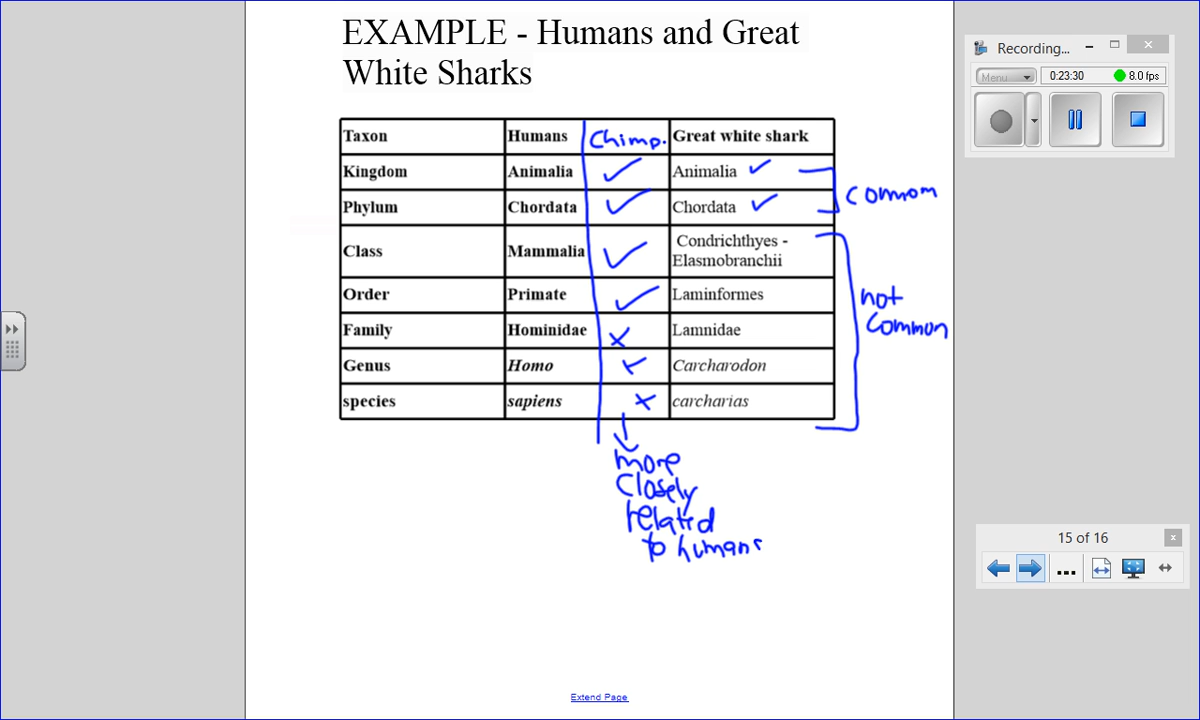 EXAMPLE - Humans and Great
White Sharks
Recording...
Menu
0:23:30
8.0 fps
Taxon Humans Chimp. Great white shark
Kingdom Animalia ✓ Animalia ✓
Phylum Chordata ✓ Chordata ✓
common
Class Mammalia ✓ Condrichthyes -
Elasmobranchii
Order Primate ✓ Laminformes
Family Hominidae x Lamnidae
Genus Homo x Carcharodon
species sapiens x carcharias
not
common
more
closely
related
to humans
15 of 16
Extend Page